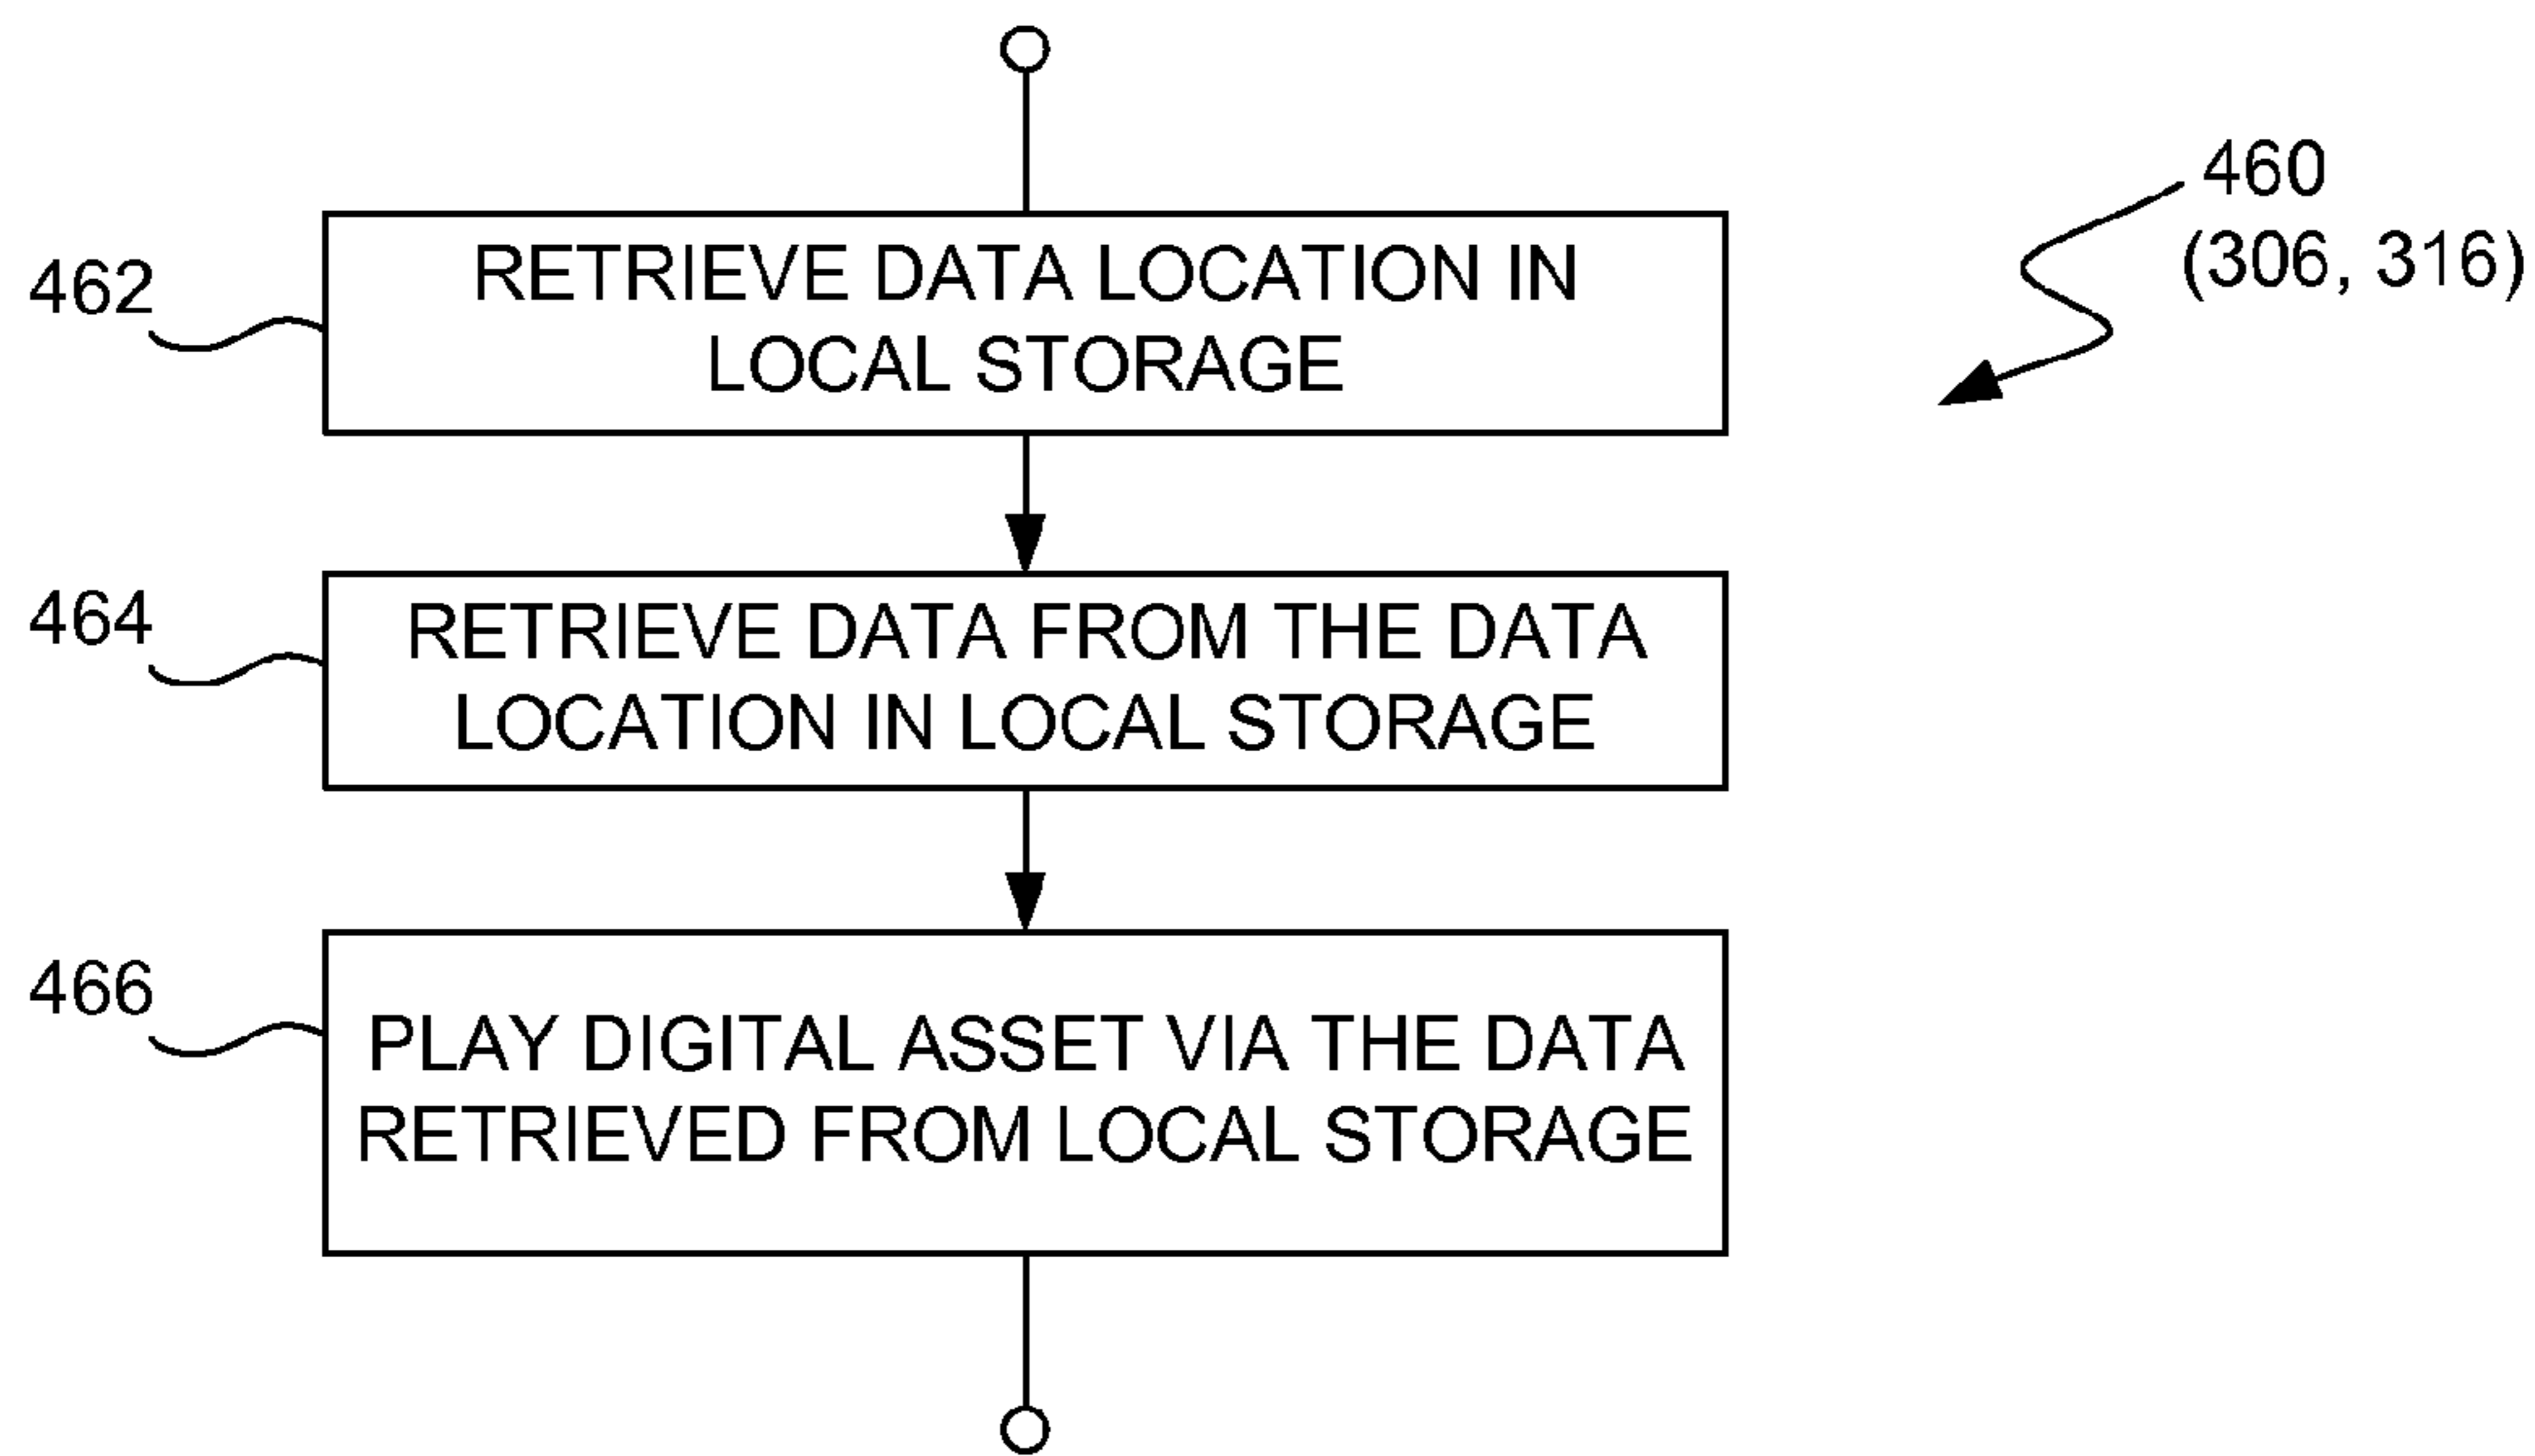 460
(306, 316)
462
RETRIEVE DATA LOCATION IN
LOCAL STORAGE
464
RETRIEVE DATA FROM THE DATA
LOCATION IN LOCAL STORAGE
466
PLAY DIGITAL ASSET VIA THE DATA
RETRIEVED FROM LOCAL STORAGE